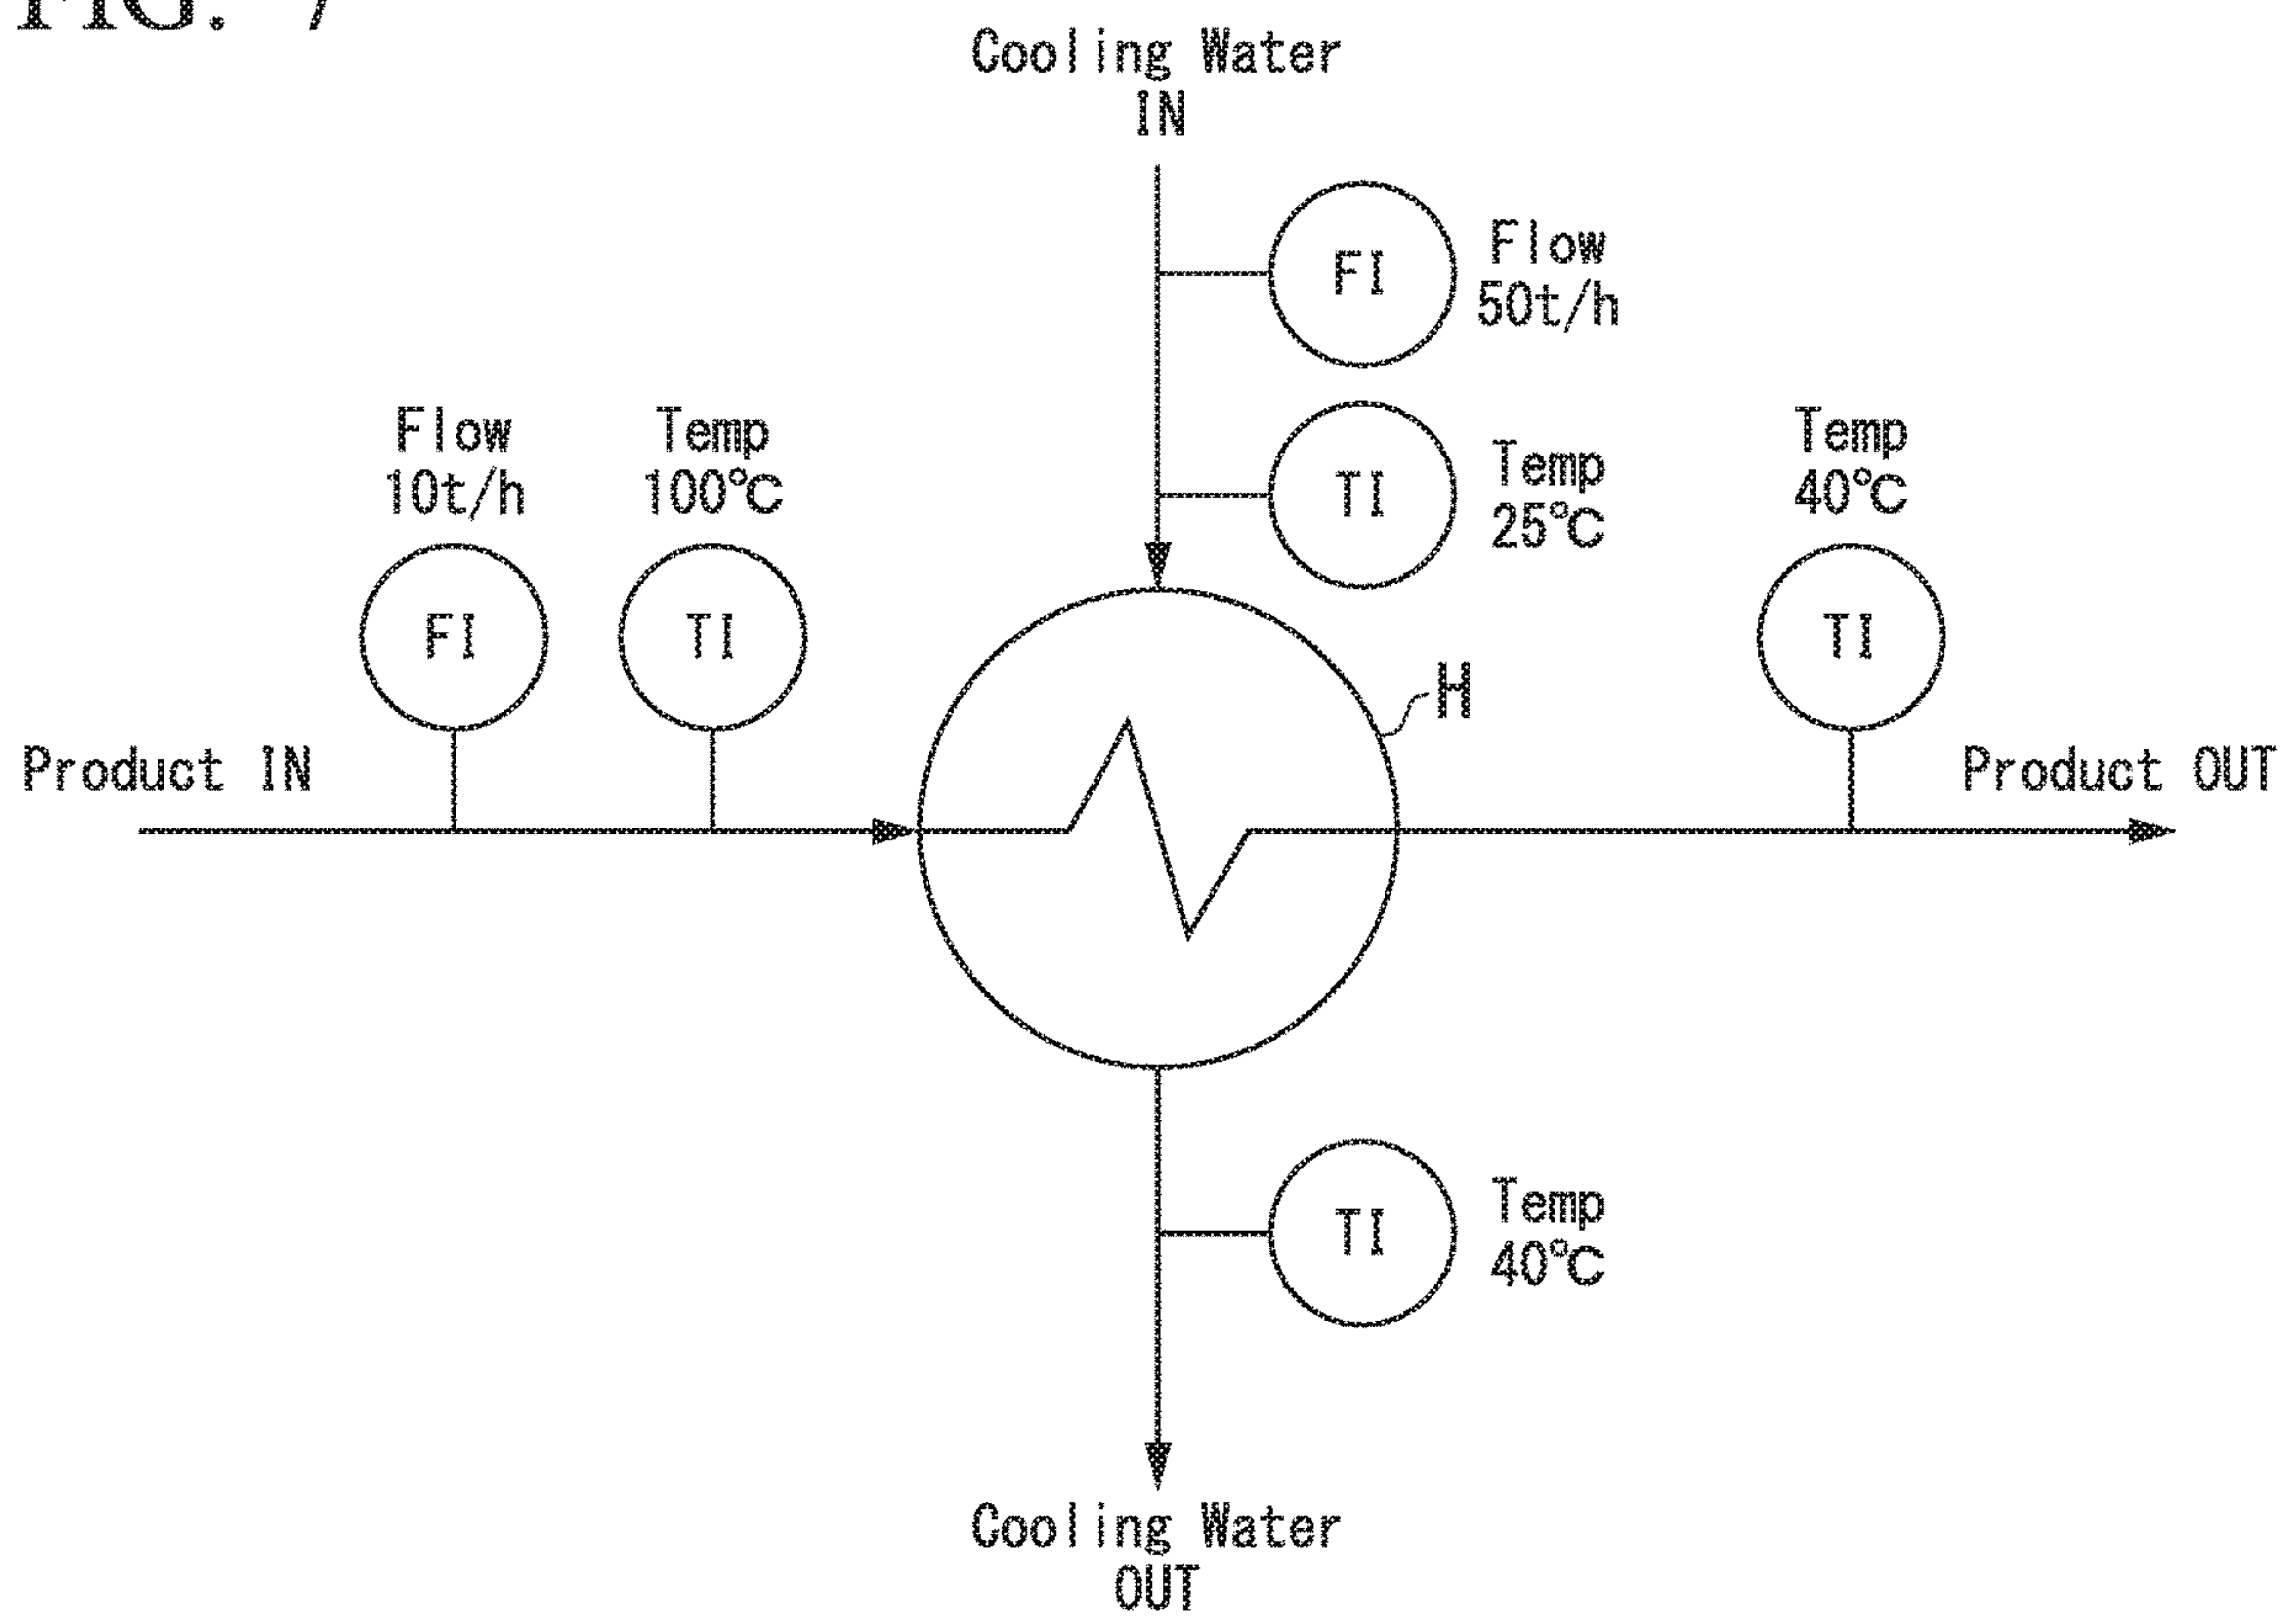 FIG. 7
Cooling Water
IN
FI
Flow
50t/h
TI
Temp
25℃
Flow
10t/h
Temp
100℃
Temp
40℃
FI
TI
TI
H
Product IN
Product OUT
TI
Temp
40℃
Cooling Water
OUT